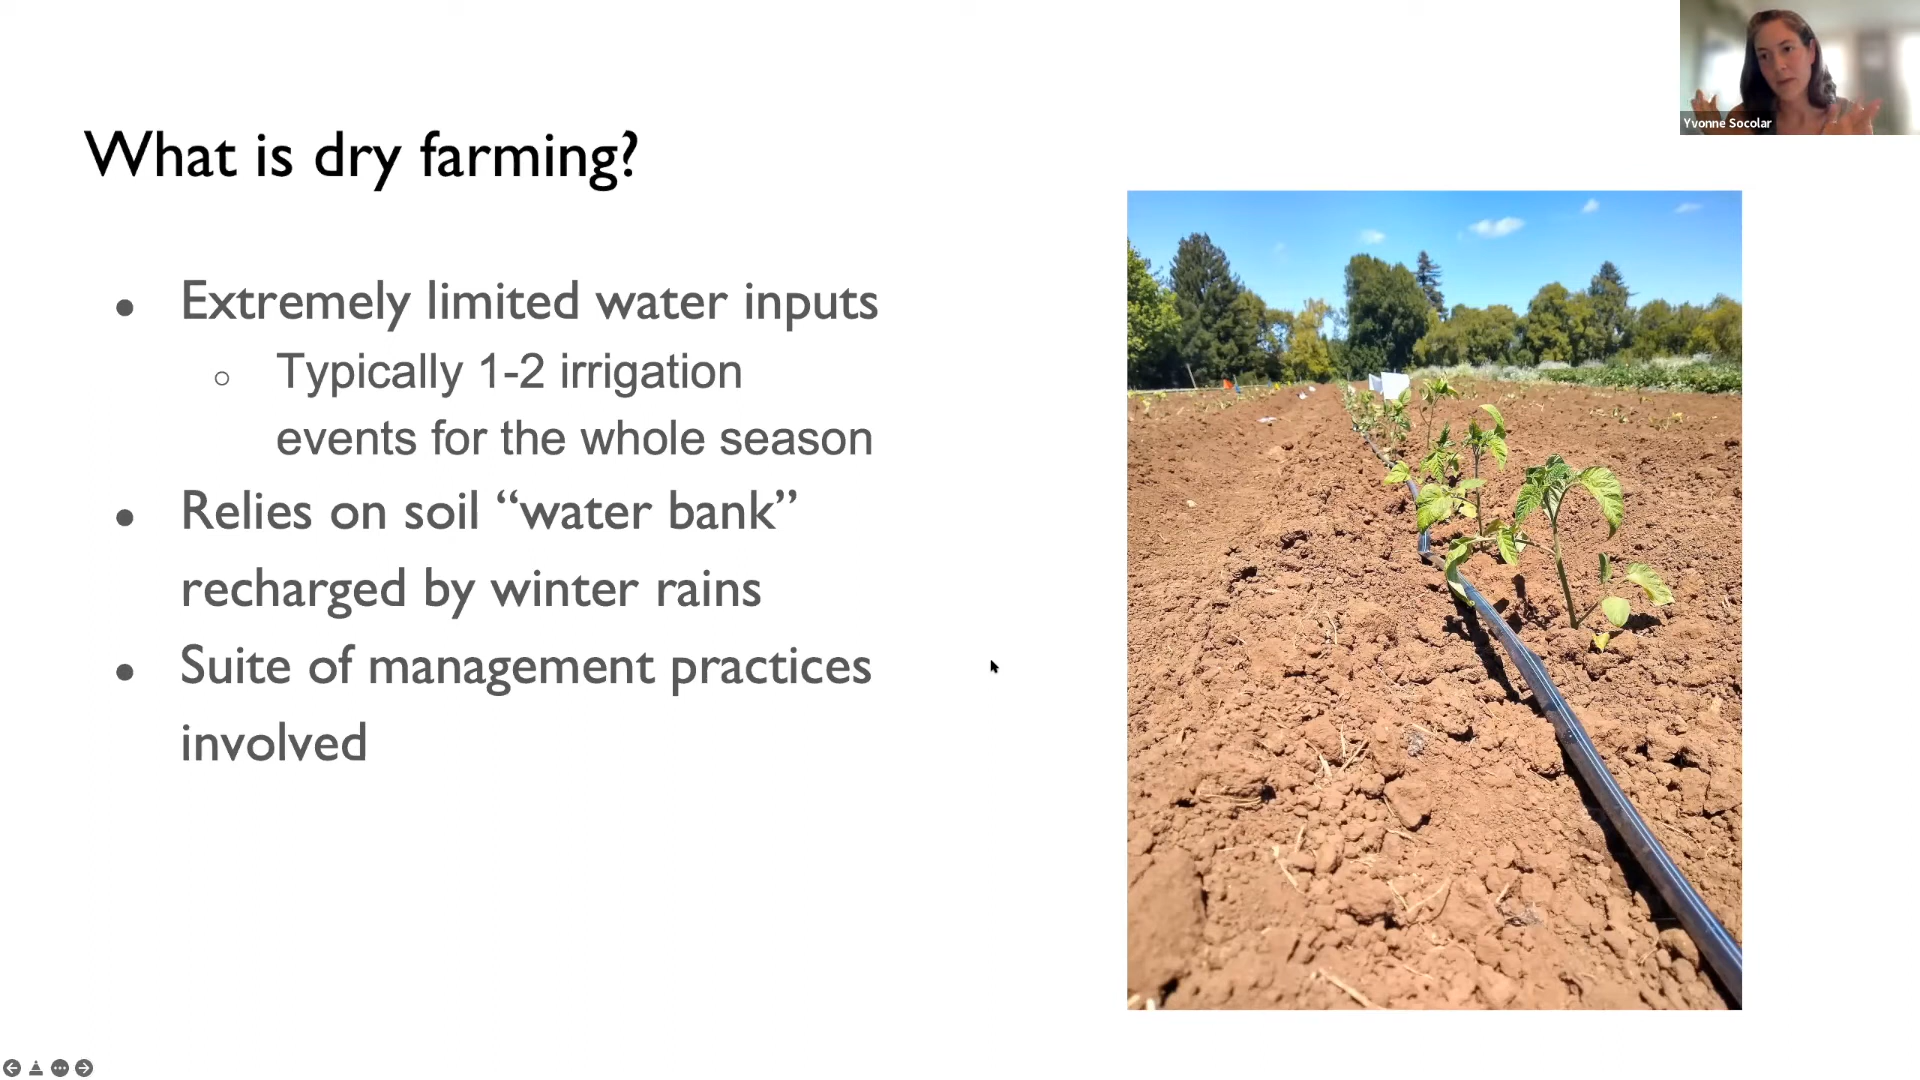 Yvonne Socolar
What is dry farming?
Extremely limited water inputs
Typically 1-2 irrigation
events for the whole season
Relies on soil “water bank”
recharged by winter rains
Suite of management practices
involved